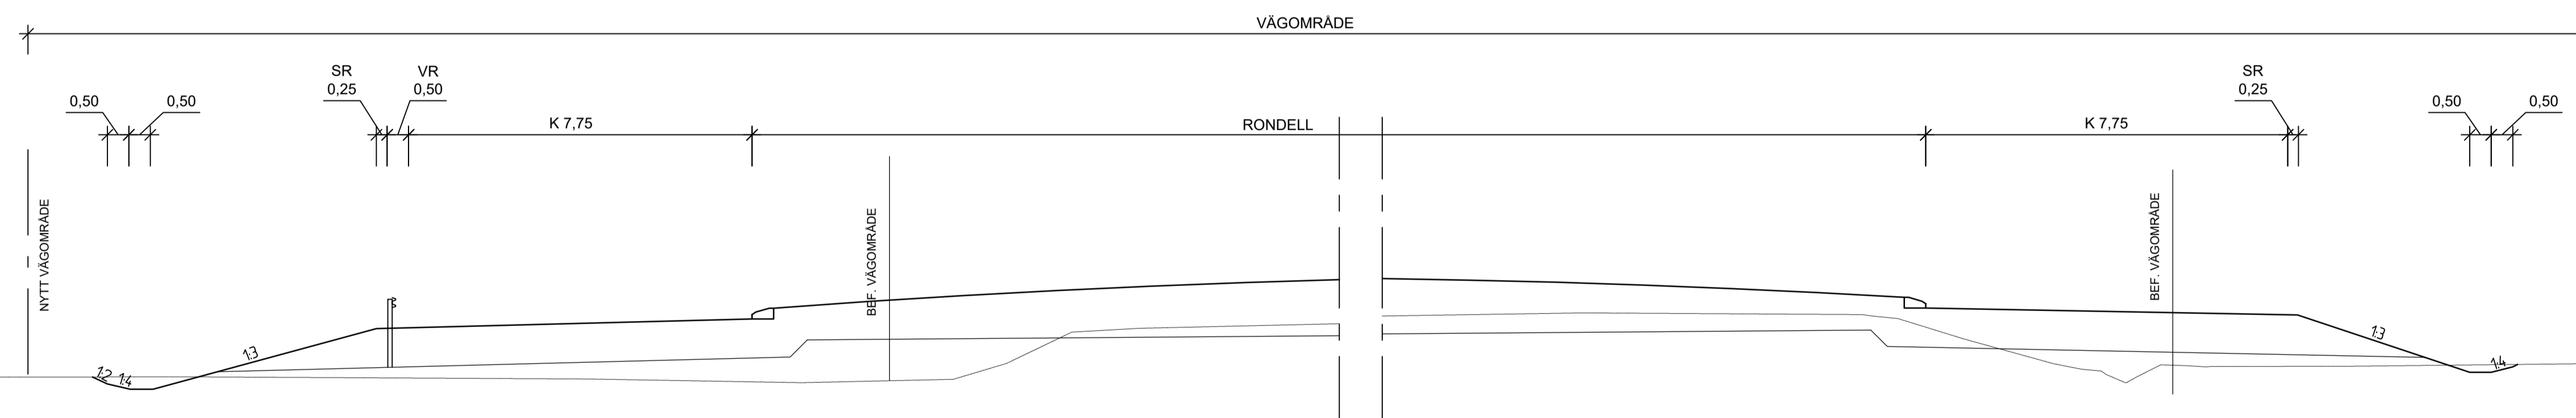 VÄGOMRÅDE
SR
0,25
VR
0,50
SR
0,25
0,50
0,50
K 7,75
RONDELL
K 7,75
0,50
0,50
NYTT VÄGOMRÅDE
BEF. VÄGOMRÅDE
BEF. VÄGOMRÅDE
1:2
1:4
1:3
1:3
1:4